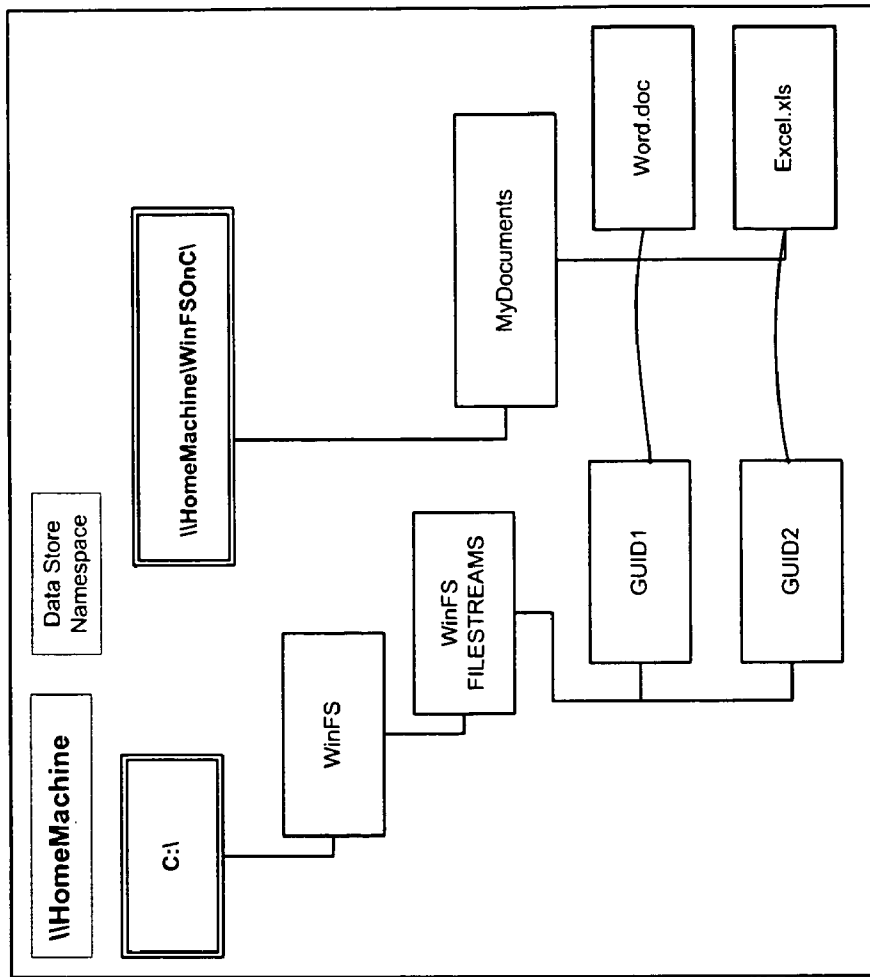 \\HomeMachine
Data Store
Namespace
C:\
\\HomeMachine\WinFSOnC\
WinFS
WinFS
FILESTREAMS
MyDocuments
GUID1
Word.doc
GUID2
Excel.xls